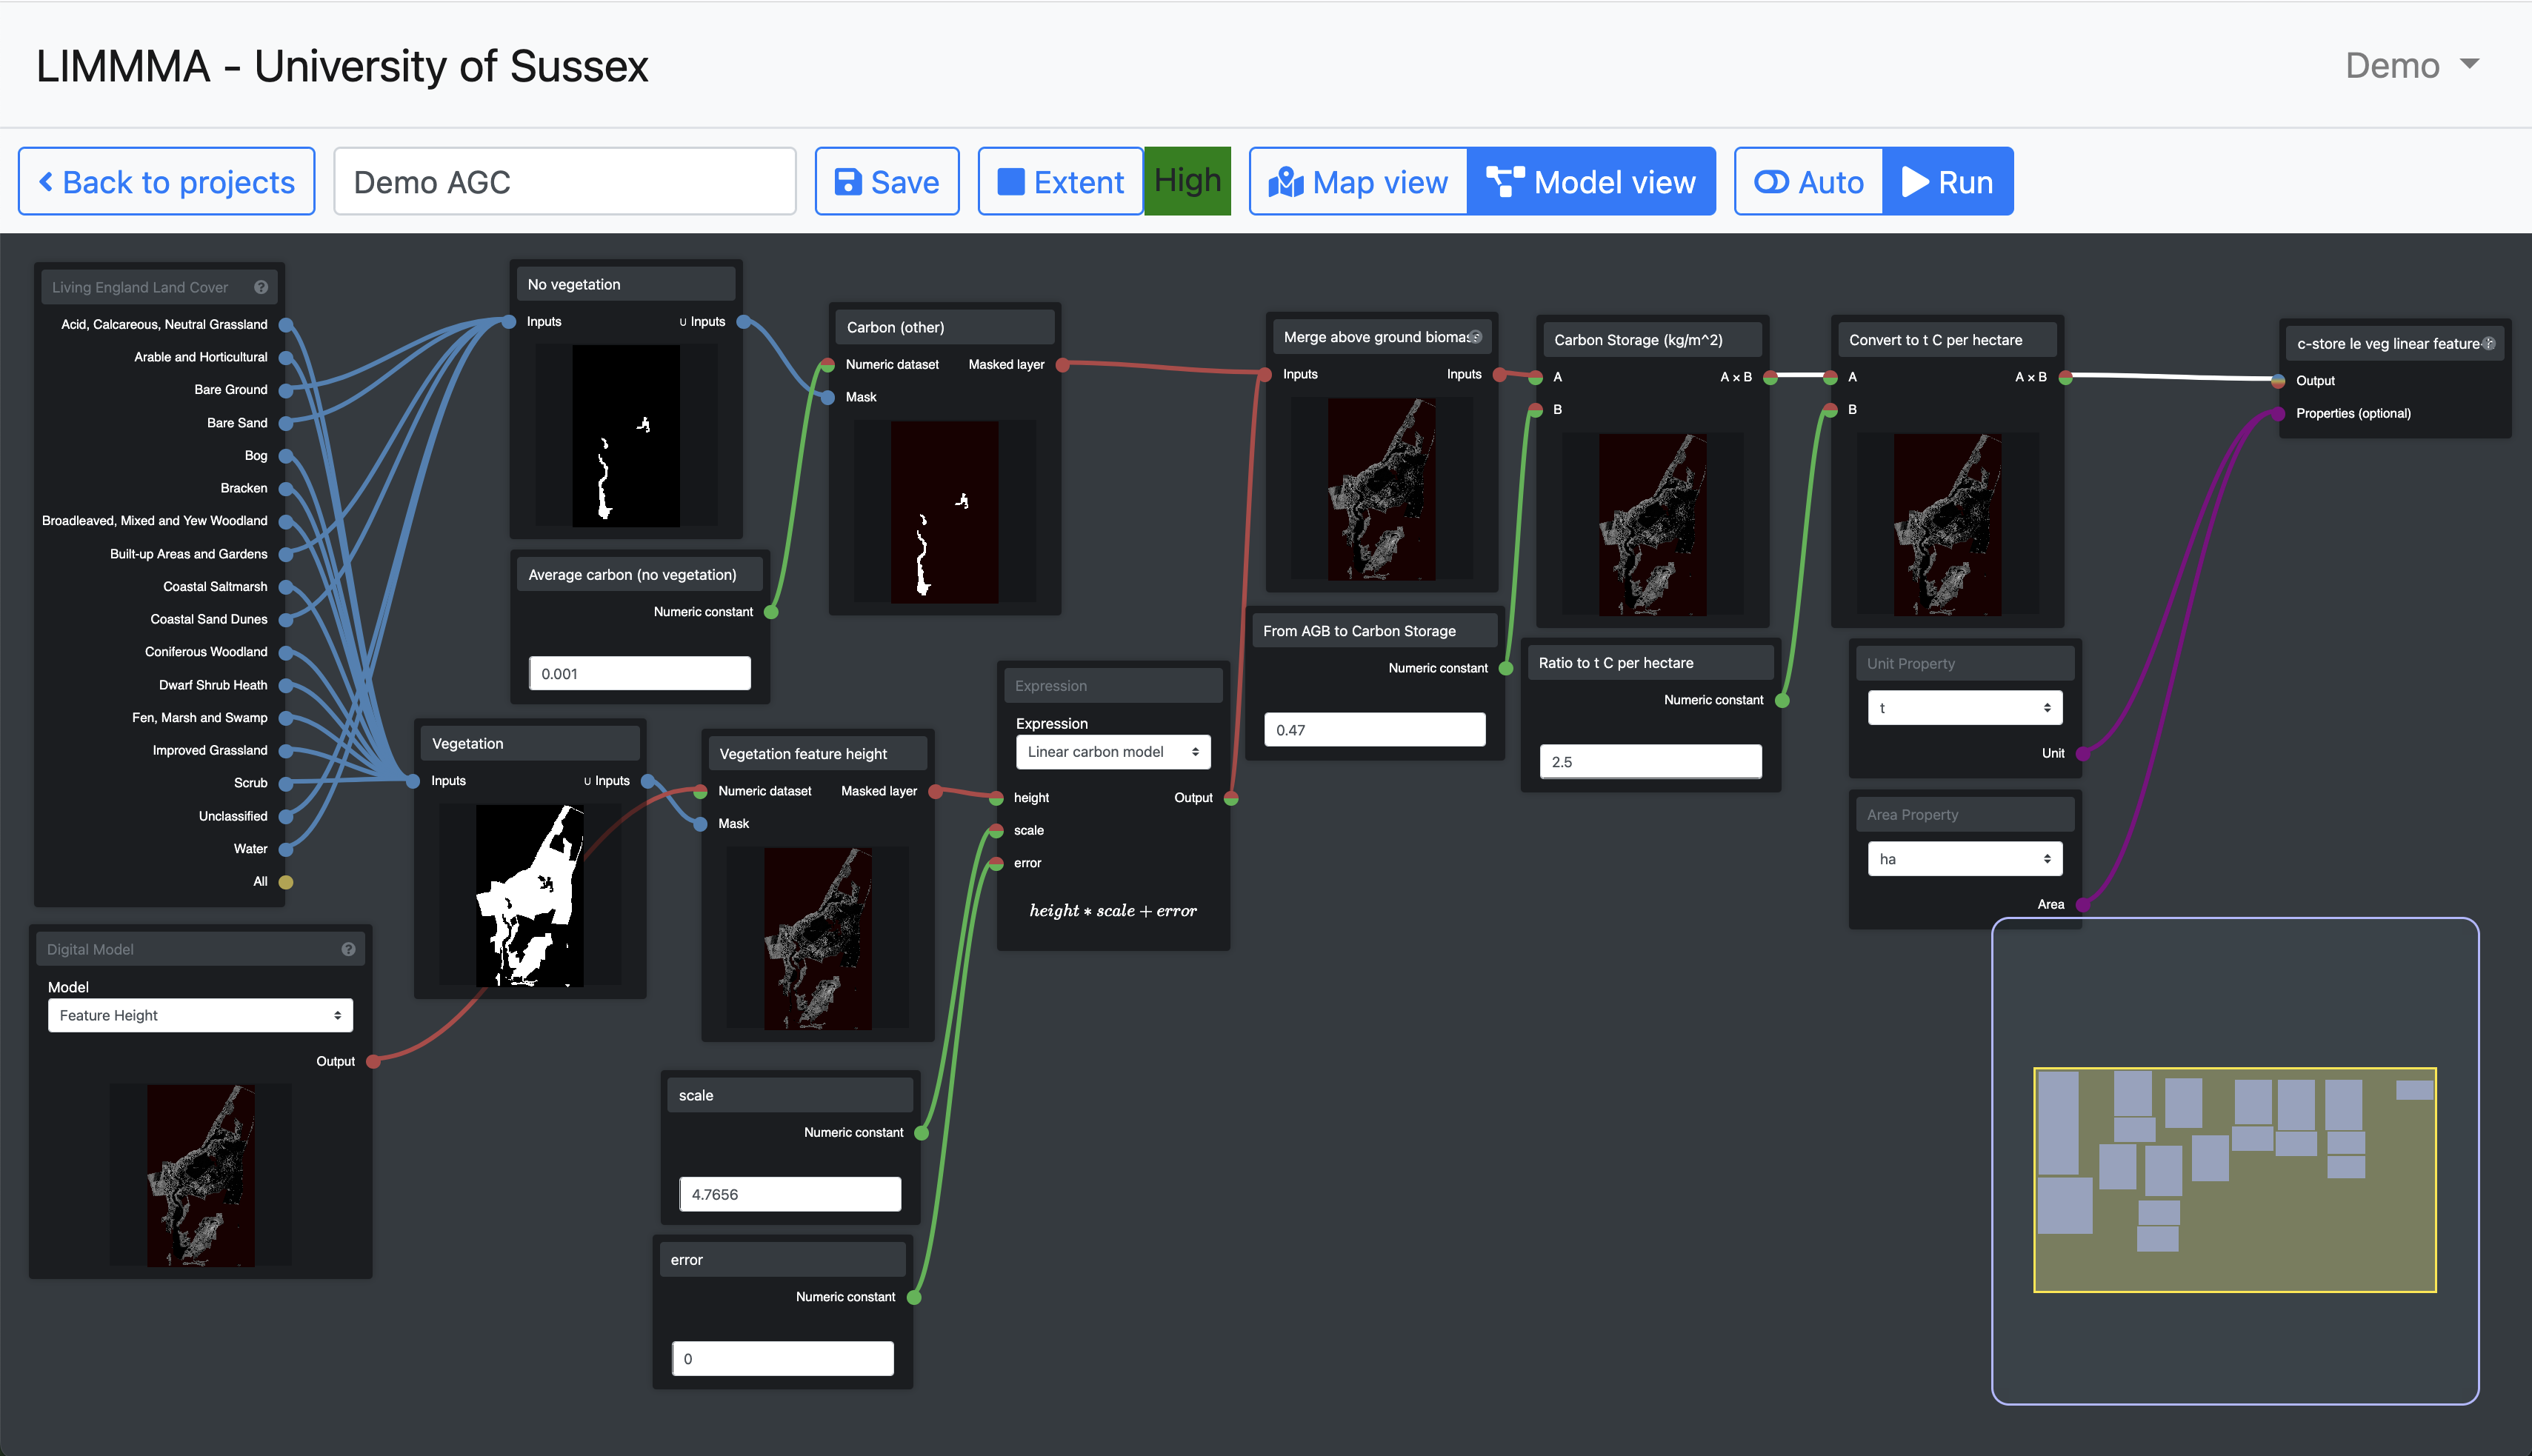 LIMMMA - University of Sussex
Demo
Back to projects
Demo AGC
Save
Extent
High
Map view
Model view
Auto
Run
Living England Land Cover
Acid, Calcareous, Neutral Grassland
Arable and Horticultural
Bare Ground
Bare Sand
Bog
Bracken
Broadleaved, Mixed and Yew Woodland
Built-up Areas and Gardens
Coastal Saltmarsh
Coastal Sand Dunes
Coniferous Woodland
Dwarf Shrub Heath
Fen, Marsh and Swamp
Improved Grassland
Scrub
Unclassified
Water
All
Digital Model
Model
Feature Height
Output
No vegetation
Inputs
∪ Inputs
Average carbon (no vegetation)
Numeric constant
0.001
Vegetation
Inputs
∪ Inputs
Carbon (other)
Numeric dataset
Masked layer
Mask
Vegetation feature height
Numeric dataset
Masked layer
Mask
scale
Numeric constant
4.7656
error
Numeric constant
0
Expression
Expression
Linear carbon model
height
Output
scale
error
height * scale + error
Merge above ground biomass
Inputs
Inputs
From AGB to Carbon Storage
Numeric constant
0.47
Carbon Storage (kg/m^2)
A
A x B
B
Ratio to t C per hectare
Numeric constant
2.5
Convert to t C per hectare
A
A x B
B
Unit Property
t
Unit
Area Property
ha
Area
c-store le veg linear feature
Output
Properties (optional)